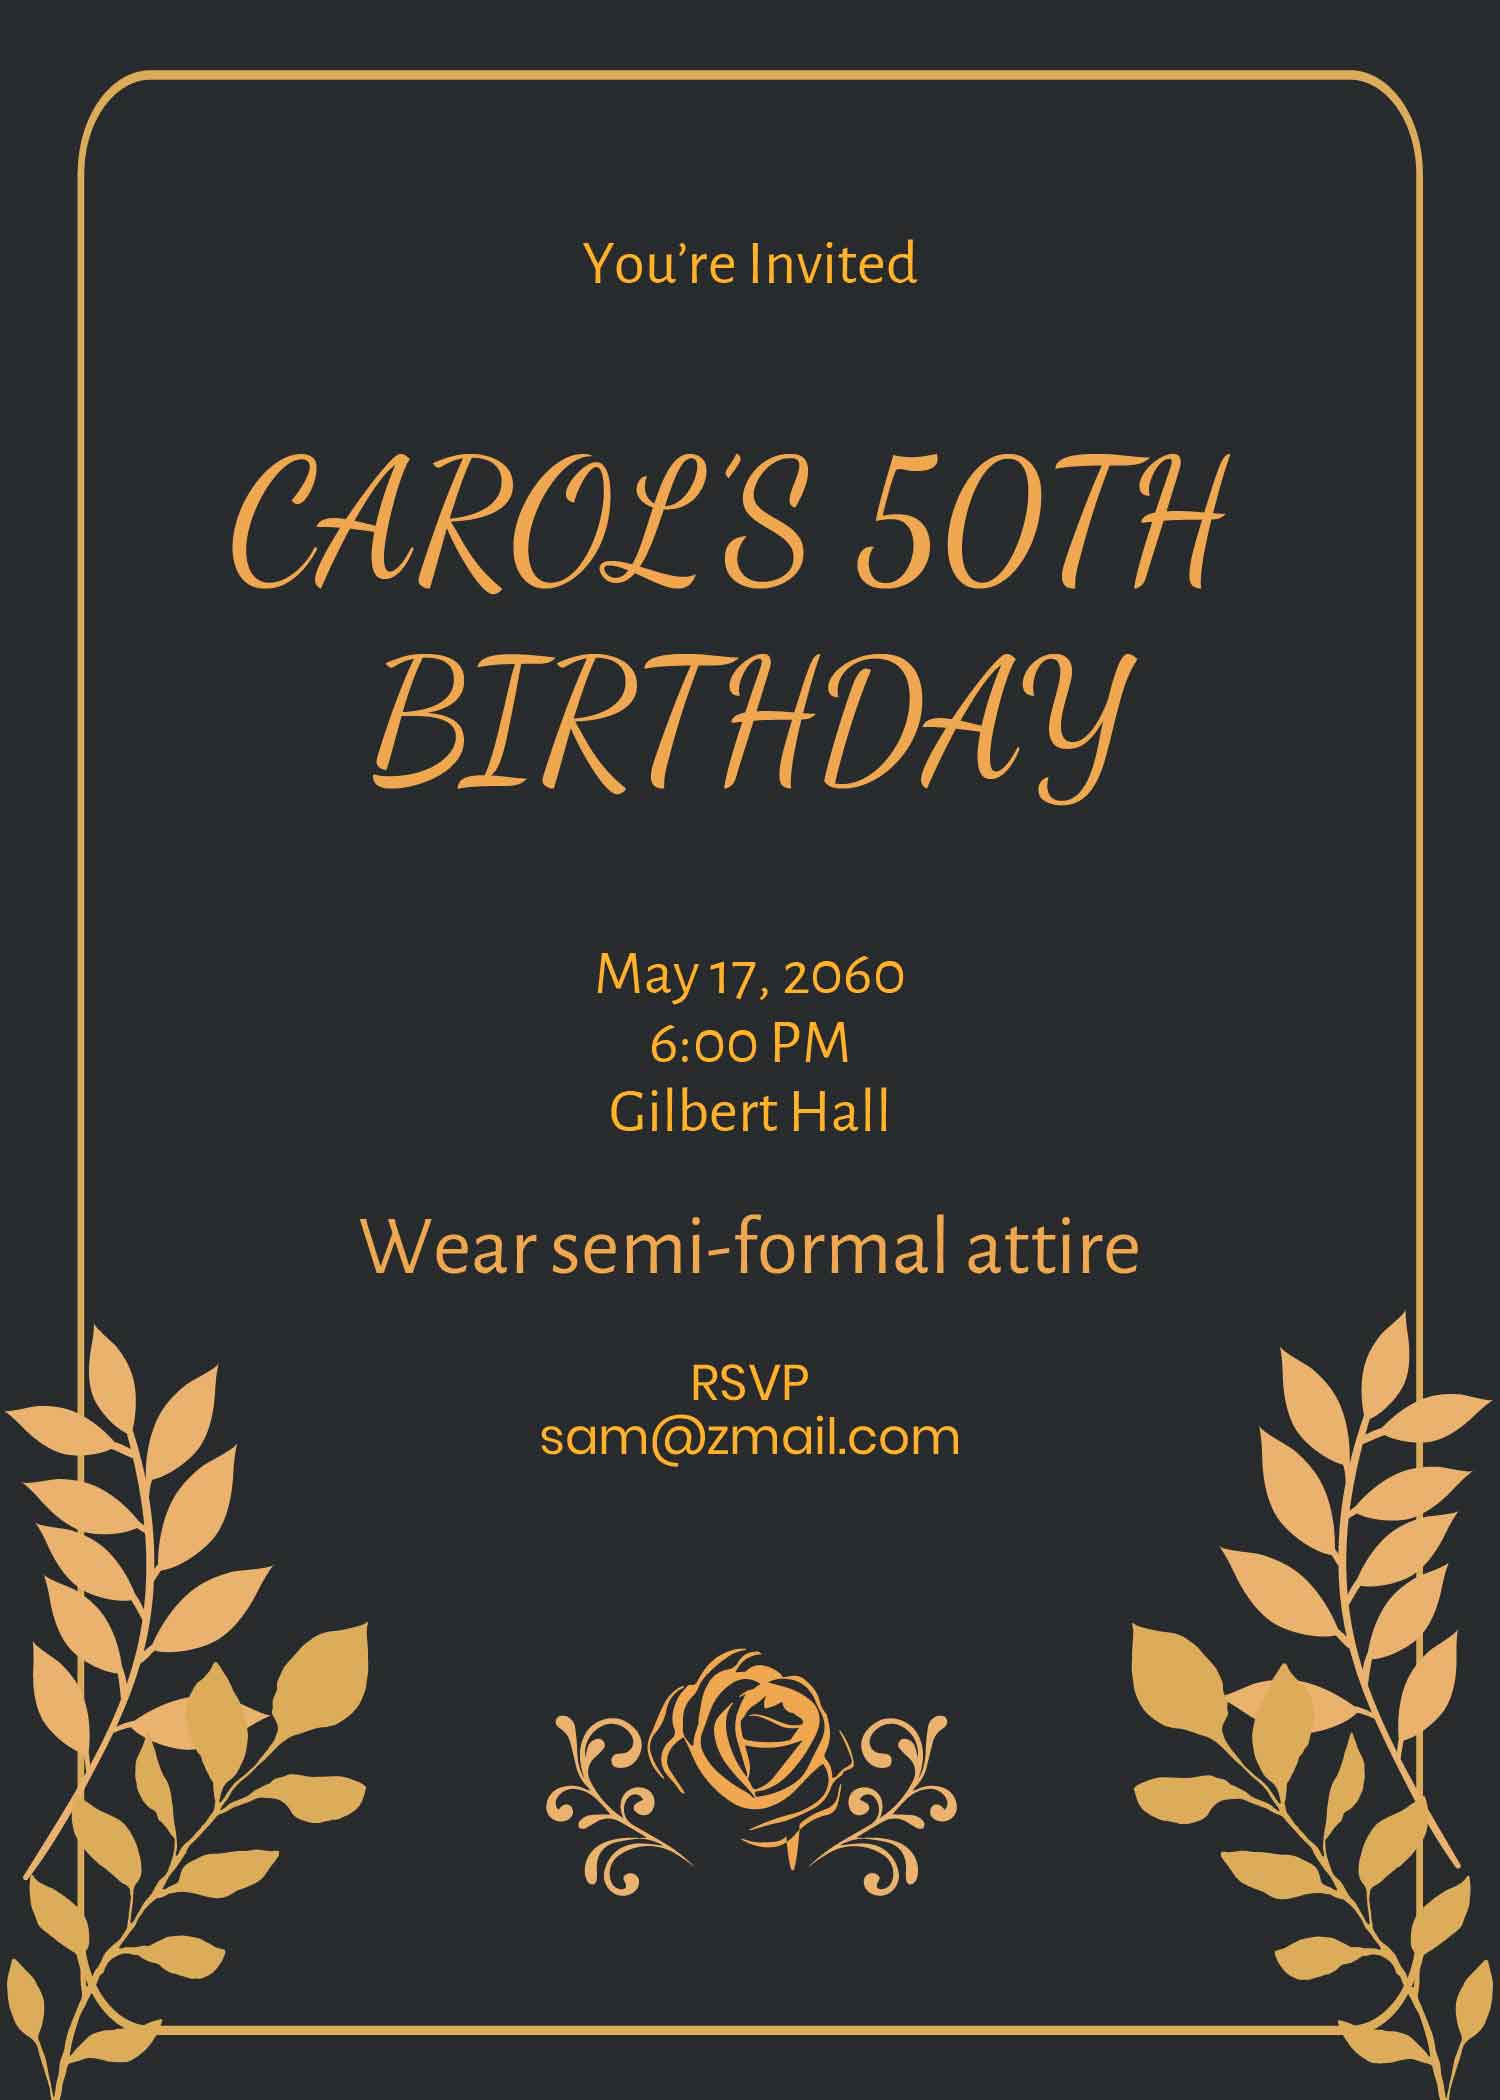 You’re Invited
CAROL'S 50TH
BIRTHDAY
May 17, 2060
6:00 PM
Gilbert Hall
Wear semi-formal attire
RSVP
sam@zmail.com